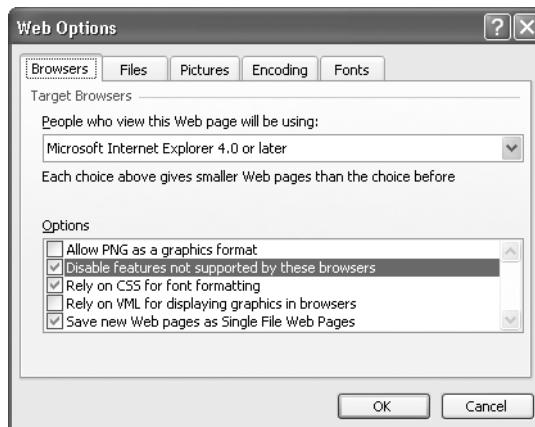 Web Options
Browsers Files Pictures Encoding Fonts
Target Browsers
People who view this Web page will be using:
Microsoft Internet Explorer 4.0 or later
Each choice above gives smaller Web pages than the choice before
Options
Allow PNG as a graphics format
Disable features not supported by these browsers
Rely on CSS for font formatting
Rely on VML for displaying graphics in browsers
Save new Web pages as Single File Web Pages
OK Cancel